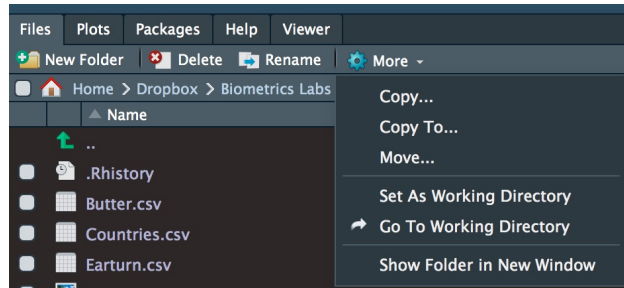 Files Plots Packages Help Viewer
New Folder Delete Rename More
Home > Dropbox > Biometrics Labs
Name
..
.Rhistory
Butter.csv
Countries.csv
Earturn.csv
Copy...
Copy To...
Move...
Set As Working Directory
Go To Working Directory
Show Folder in New Window